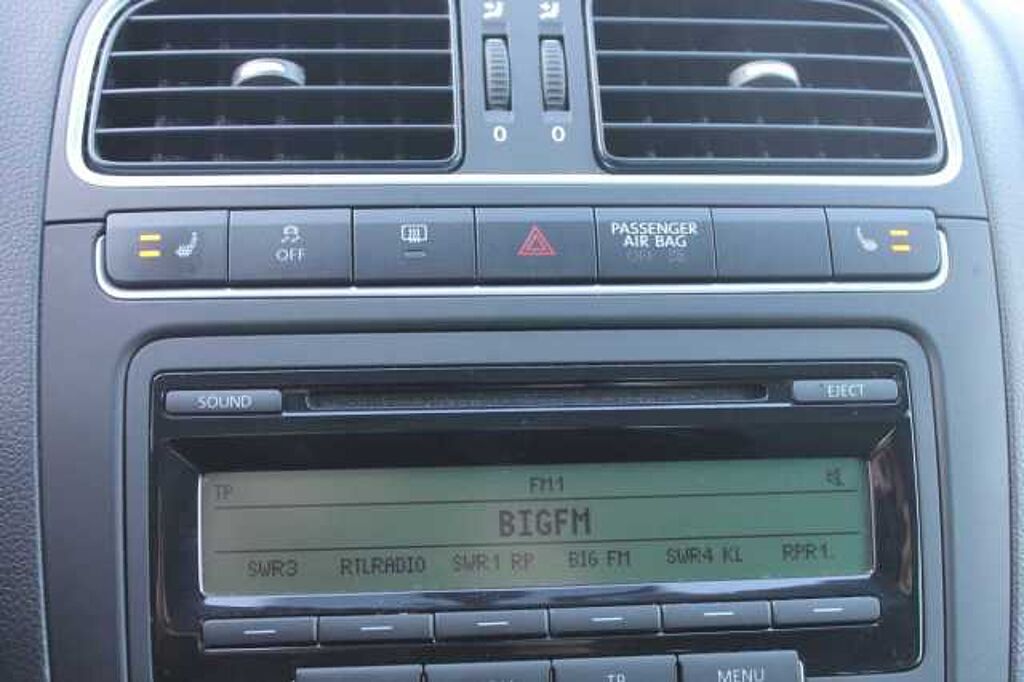 0 0
OFF
PASSENGER
AIR BAG
OFF
SOUND
EJECT
TP FM1
BIGFM
SWR3 RTLRADIO SWR1 RP BIG FM SWR4 KL RPR1.
TP MENU